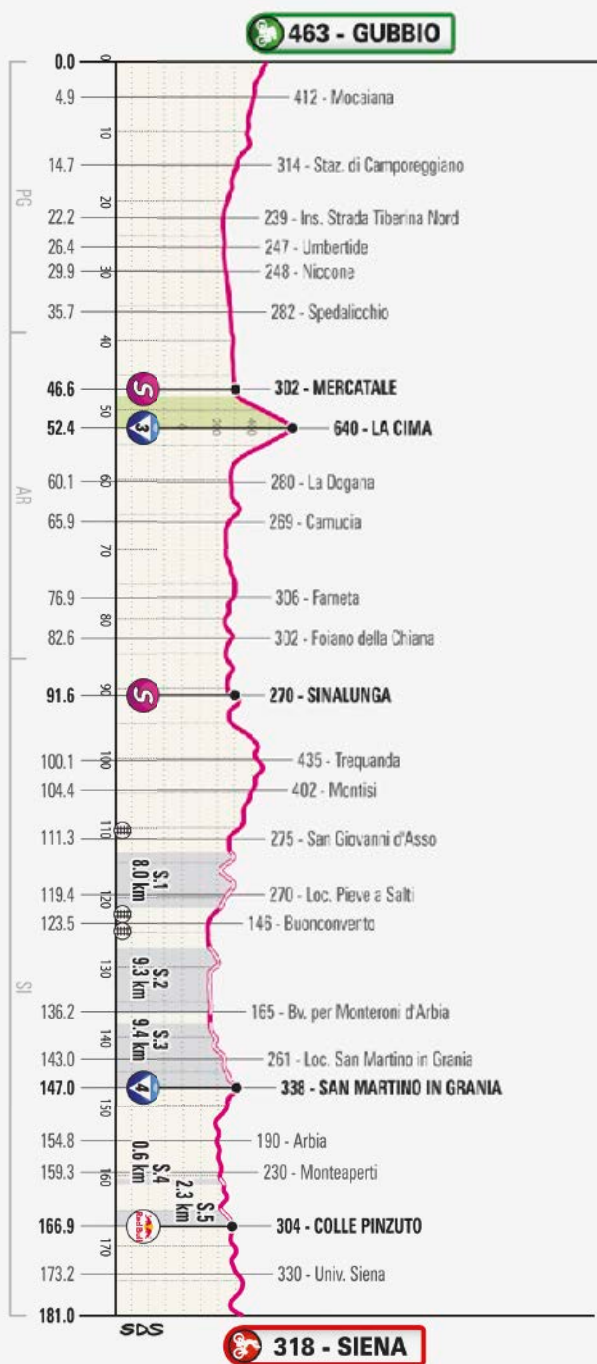 463 - GUBBIO
0.0
0
4.9 412 - Mocaiana
10
14.7 314 - Staz. di Camporeggiano
PG
20
22.2 239 - Ins. Strada Tiberina Nord
26.4 247 - Umbertide
29.9 248 - Niccone
30
35.7 282 - Spedalicchio
40
46.6 S 302 - MERCATALE
50
52.4 3 200 400 640 - LA CIMA
60
60.1 280 - La Dogana
AR
65.9 269 - Camucia
70
76.9 306 - Farneta
80
82.6 302 - Foiano della Chiana
90
91.6 S 270 - SINALUNGA
100
100.1 435 - Trequanda
104.4 402 - Montisi
110
111.3 275 - San Giovanni d'Asso
S.1
8.0 km
119.4 270 - Loc. Pieve a Salti
120
123.5 146 - Buonconvento
130
S.2
9.3 km
SI
136.2 165 - Bv. per Monteroni d'Arbia
140
S.3
9.4 km
143.0 261 - Loc. San Martino in Grania
147.0 4 338 - SAN MARTINO IN GRANIA
150
154.8 190 - Arbia
159.3 230 - Monteaperti
160
S.4
0.6 km
S.5
2.3 km
166.9 Red Bull 304 - COLLE PINZUTO
170
173.2 330 - Univ. Siena
181.0
SDS
318 - SIENA